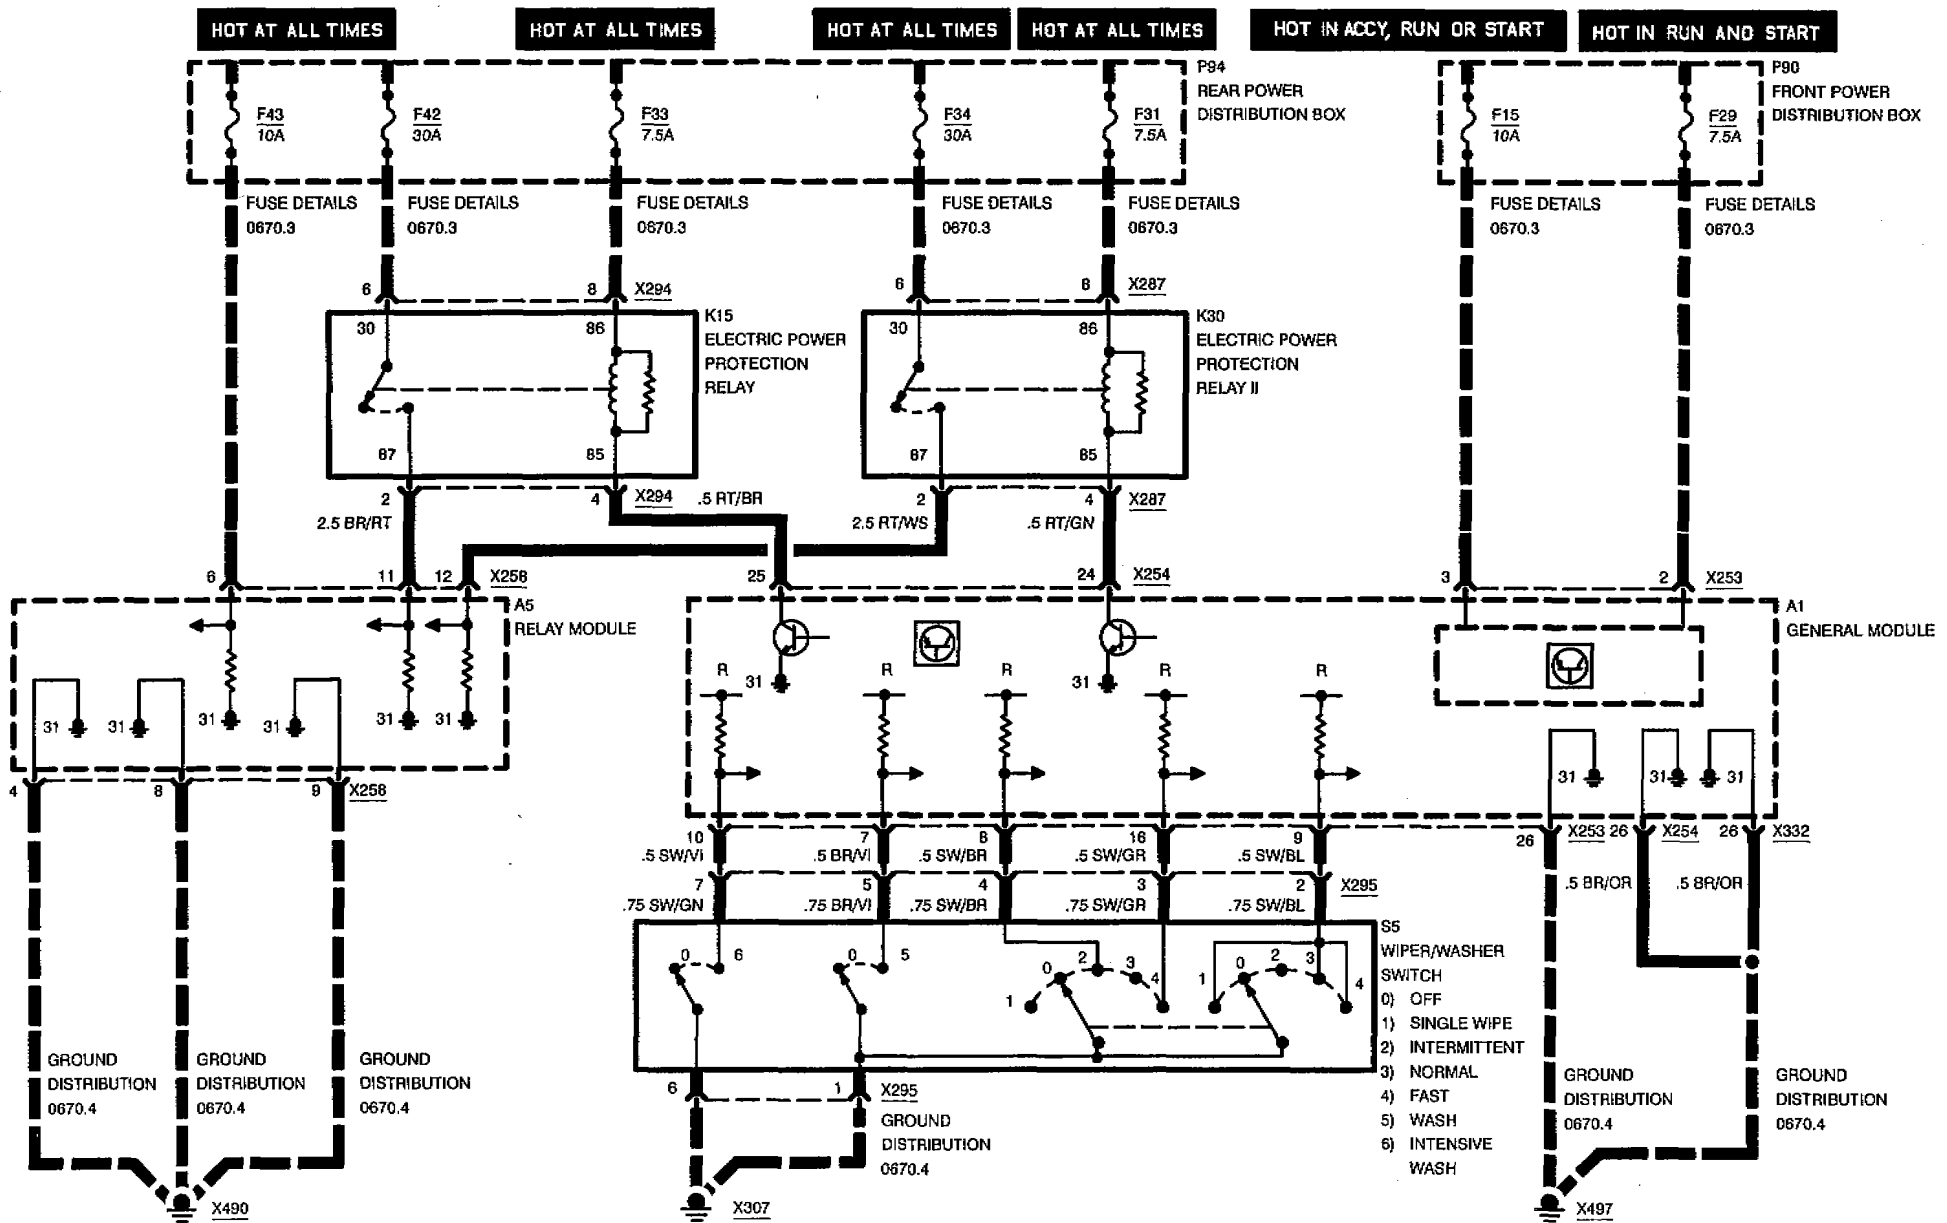 HOT AT ALL TIMES
HOT AT ALL TIMES
HOT AT ALL TIMES
HOT AT ALL TIMES
HOT IN ACCY, RUN OR START
HOT IN RUN AND START
F43
10A
F42
30A
F33
7.5A
F34
30A
F31
7.5A
P94
REAR POWER
DISTRIBUTION BOX
F15
10A
F29
7.5A
P90
FRONT POWER
DISTRIBUTION BOX
FUSE DETAILS
0670.3
FUSE DETAILS
0670.3
FUSE DETAILS
0670.3
FUSE DETAILS
0670.3
FUSE DETAILS
0670.3
FUSE DETAILS
0670.3
FUSE DETAILS
0670.3
6
8
X294
6
8
X287
30
86
K15
ELECTRIC POWER
PROTECTION
RELAY
30
86
K30
ELECTRIC POWER
PROTECTION
RELAY II
87
85
87
85
2
4
X294
.5 RT/BR
2
4
X287
2.5 BR/RT
2.5 RT/WS
.5 RT/GN
6
11
12
X258
25
24
X254
3
2
X253
A5
RELAY MODULE
A1
GENERAL MODULE
R
31
R
R
31
R
R
31
31
31
31
31
31
31
31
31
4
8
9
X258
10
7
8
16
9
26
X253
26
X254
26
X332
.5 SW/VI
.5 BR/VI
.5 SW/BR
.5 SW/GR
.5 SW/BL
.5 BR/OR
.5 BR/OR
7
5
4
3
2
X295
.75 SW/GN
.75 BR/VI
.75 SW/BR
.75 SW/GR
.75 SW/BL
0
6
0
5
1
0
2
3
4
1
0
2
3
4
S5
WIPER/WASHER
SWITCH
0) OFF
1) SINGLE WIPE
2) INTERMITTENT
3) NORMAL
4) FAST
5) WASH
6) INTENSIVE
WASH
GROUND
DISTRIBUTION
0670.4
GROUND
DISTRIBUTION
0670.4
GROUND
DISTRIBUTION
0670.4
6
1
X295
GROUND
DISTRIBUTION
0670.4
GROUND
DISTRIBUTION
0670.4
GROUND
DISTRIBUTION
0670.4
X490
X307
X497